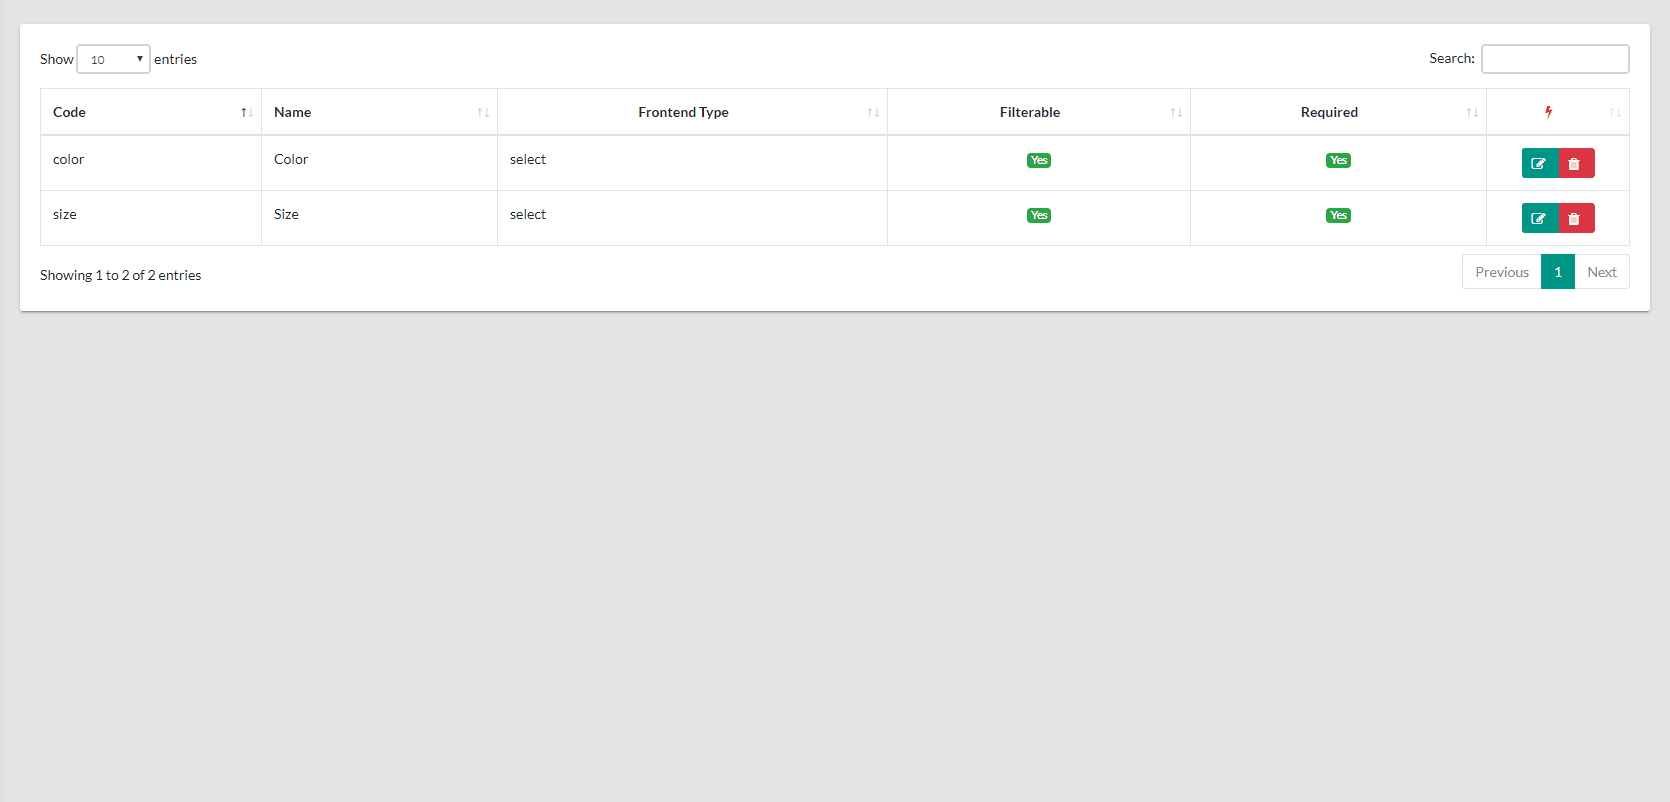 Show 10 entries Search:
Code Name Frontend Type Filterable Required
color Color select Yes Yes
size Size select Yes Yes
Showing 1 to 2 of 2 entries Previous 1 Next